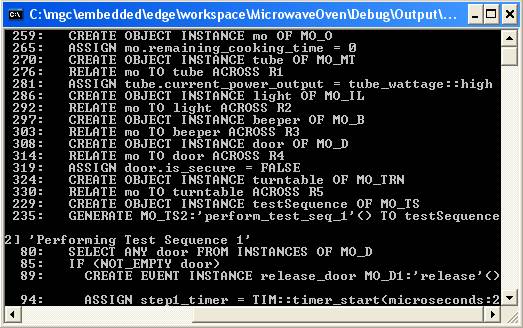 C:\mgc\embedded\edge\workspace\MicrowaveOven\Debug\Output\...
259: CREATE OBJECT INSTANCE mo OF MO_O
265: ASSIGN mo.remaining_cooking_time = 0
270: CREATE OBJECT INSTANCE tube OF MO_MT
276: RELATE mo TO tube ACROSS R1
281: ASSIGN tube.current_power_output = tube_wattage::high
286: CREATE OBJECT INSTANCE light OF MO_IL
292: RELATE mo TO light ACROSS R2
297: CREATE OBJECT INSTANCE beeper OF MO_B
303: RELATE mo TO beeper ACROSS R3
308: CREATE OBJECT INSTANCE door OF MO_D
314: RELATE mo TO door ACROSS R4
319: ASSIGN door.is_secure = FALSE
324: CREATE OBJECT INSTANCE turntable OF MO_TRN
330: RELATE mo TO turntable ACROSS R5
229: CREATE OBJECT INSTANCE testSequence OF MO_TS
235: GENERATE MO_TS2:'perform_test_seq_1'() TO testSequence
2] 'Performing Test Sequence 1'
80: SELECT ANY door FROM INSTANCES OF MO_D
85: IF (NOT_EMPTY door)
89: CREATE EVENT INSTANCE release_door MO_D1:'release'()
94: ASSIGN step1_timer = TIM::timer_start(microseconds:2